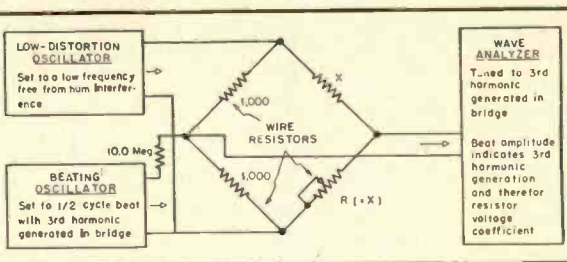 LOW-DISTORTION
OSCILLATOR
Set to a low frequency
free from hum interfer-
ence
10.0 Meg
BEATING
OSCILLATOR
Set to 1/2 cycle beat
with 3rd harmonic
generated in bridge
1,000
X
WIRE
RESISTORS
1,000
R (=X)
WAVE
ANALYZER
Tuned to 3rd
harmonic
generated in
bridge
Beat amplitude
indicates 3rd
harmonic
generation
and therefor
resistor
voltage
coefficient